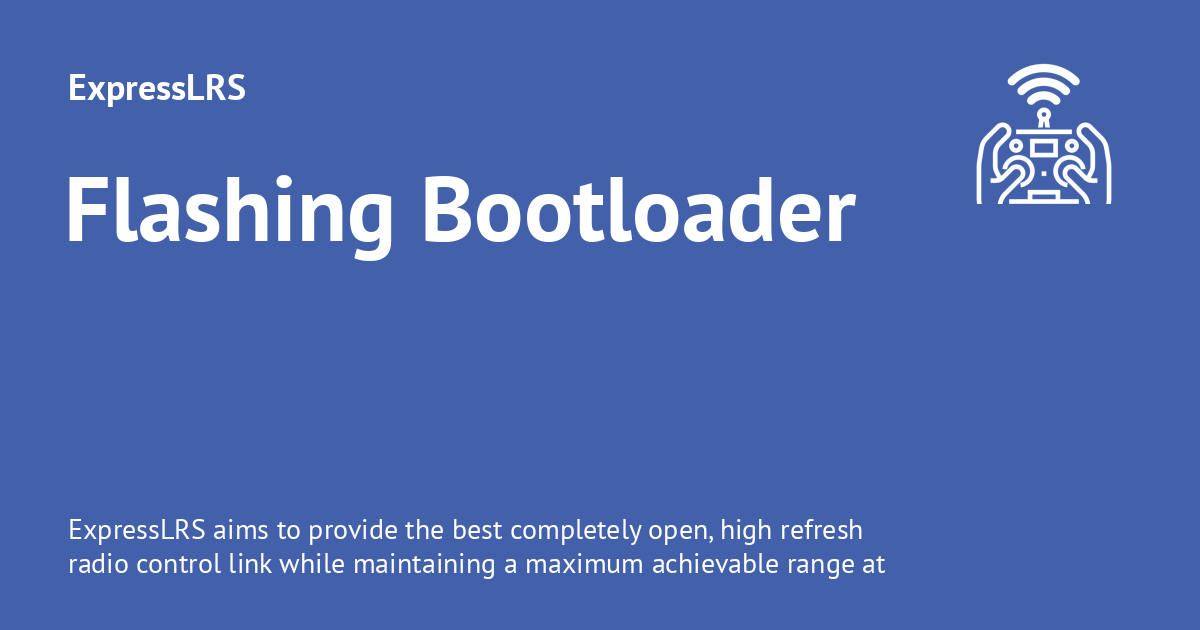 ExpressLRS
Flashing Bootloader
ExpressLRS aims to provide the best completely open, high refresh
radio control link while maintaining a maximum achievable range at